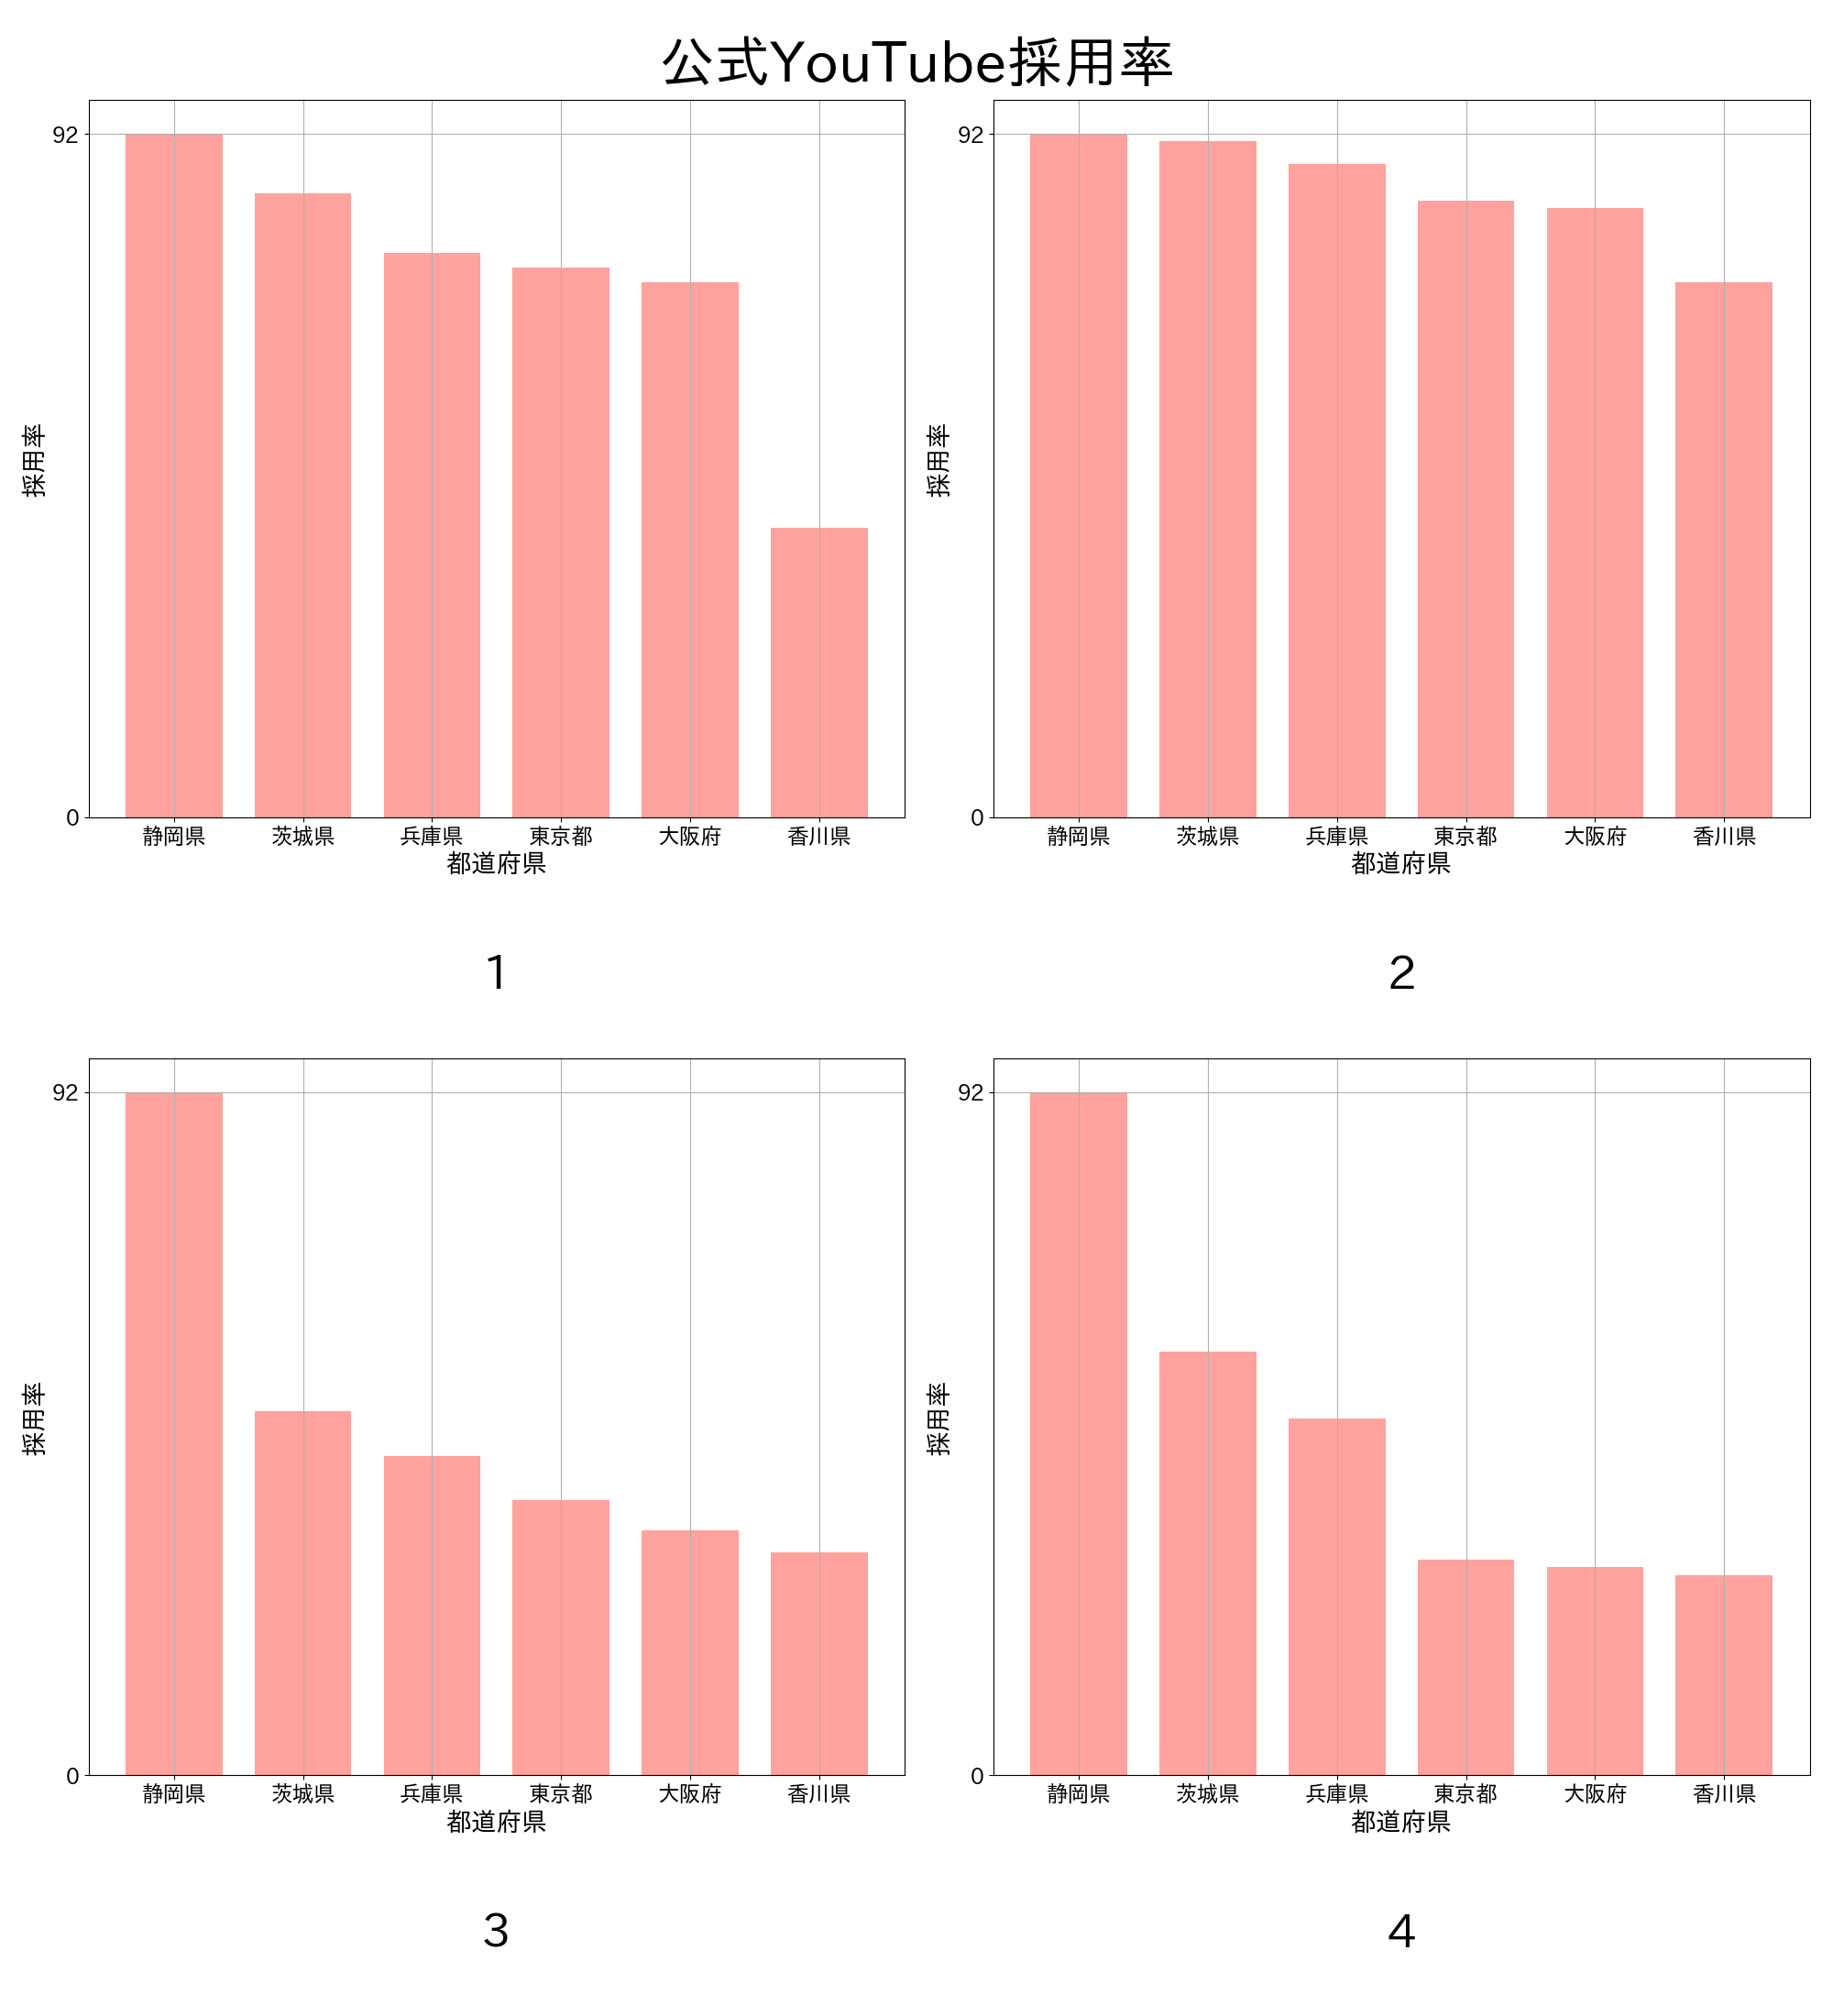 公式YouTube採用率
92
0
採用率
静岡県 茨城県 兵庫県 東京都 大阪府 香川県
都道府県
1
92
0
採用率
静岡県 茨城県 兵庫県 東京都 大阪府 香川県
都道府県
2
92
0
採用率
静岡県 茨城県 兵庫県 東京都 大阪府 香川県
都道府県
3
92
0
採用率
静岡県 茨城県 兵庫県 東京都 大阪府 香川県
都道府県
4